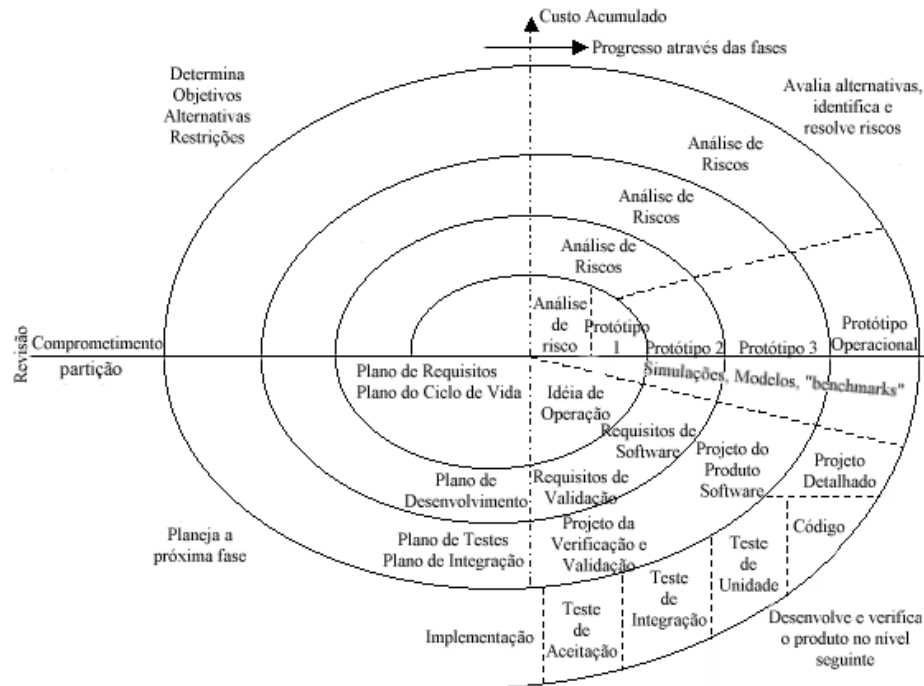 Custo Acumulado
Progresso através das fases
Determina
Objetivos
Alternativas
Restrições
Avalia alternativas,
identifica e
resolve riscos
Análise de
Riscos
Análise de
Riscos
Análise de
Riscos
Análise
de
risco
Protótipo
1
Protótipo 2
Protótipo 3
Protótipo
Operacional
Revisão
Comprometimento
partição
Plano de Requisitos
Plano do Ciclo de Vida
Simulações, Modelos, "benchmarks"
Idéia de
Operação
Requisitos de
Software
Projeto do
Produto
Software
Projeto
Detalhado
Plano de
Desenvolvimento
Requisitos de
Validação
Código
Planeja a
próxima fase
Plano de Testes
Plano de Integração
Projeto da
Verificação e
Validação
Teste
de
Unidade
Teste
de
Integração
Teste
de
Aceitação
Implementação
Desenvolve e verifica
o produto no nível
seguinte